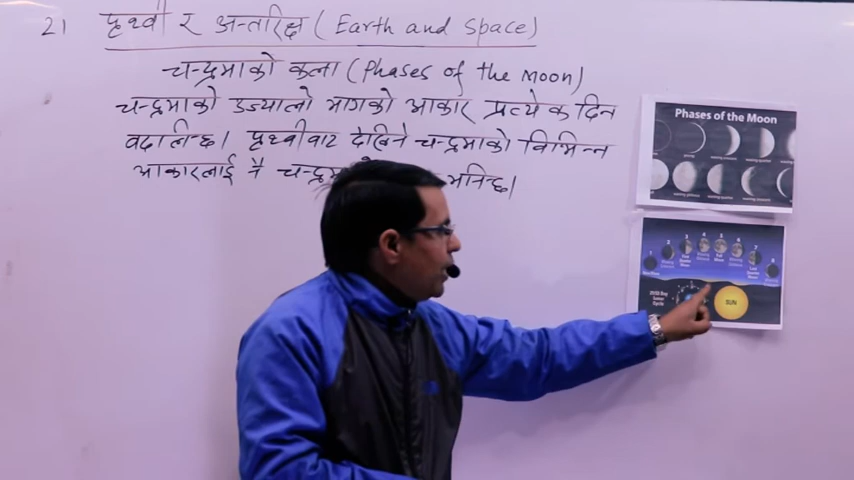 21 पृथ्वी र अन्तरिक्ष (Earth and space)
चन्द्रमाको कला (Phases of the Moon)
चन्द्रमाको उज्यालो भागको आकार प्रत्येक दिन
बदलिन्छ। पृथ्वीबाट देखिने चन्द्रमाको विभिन्न
आकारलाई नै भनिन्छ।
Phases of the Moon
SUN